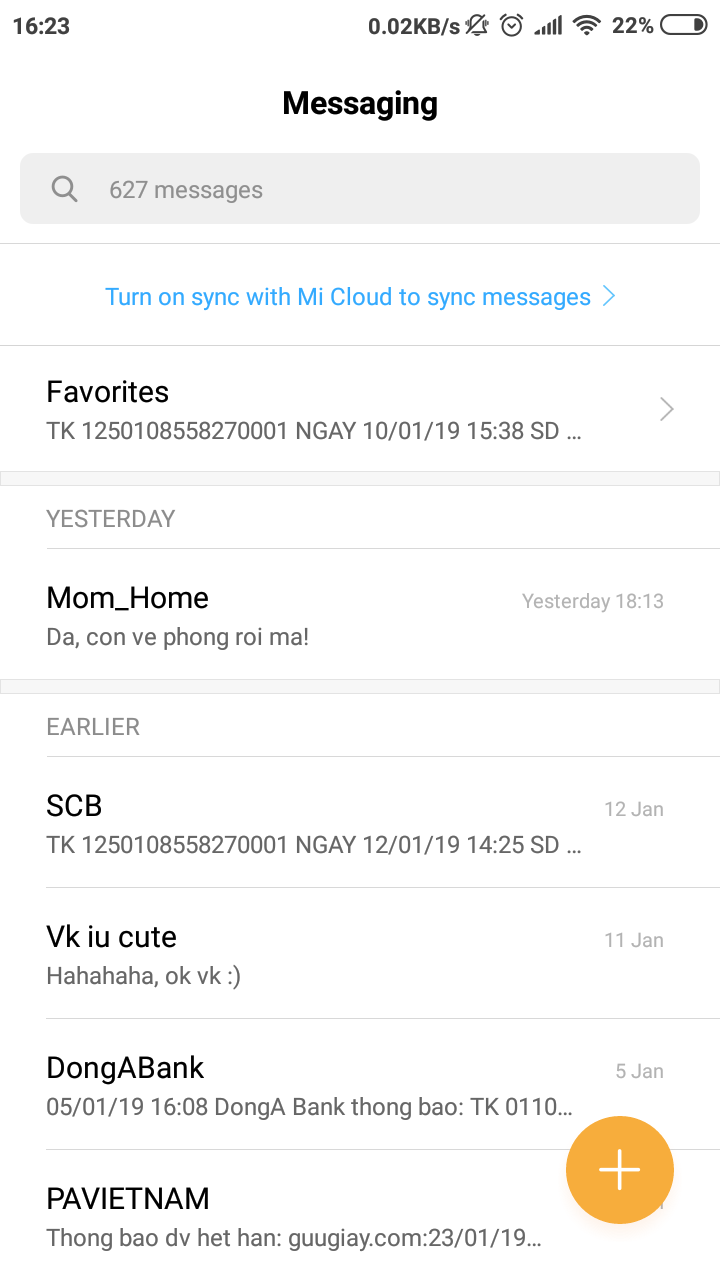 16:23 0.02KB/s 22%
Messaging
627 messages
Turn on sync with Mi Cloud to sync messages
Favorites
TK 1250108558270001 NGAY 10/01/19 15:38 SD ...
YESTERDAY
Mom_Home Yesterday 18:13
Da, con ve phong roi ma!
EARLIER
SCB 12 Jan
TK 1250108558270001 NGAY 12/01/19 14:25 SD ...
Vk iu cute 11 Jan
Hahahaha, ok vk :)
DongABank 5 Jan
05/01/19 16:08 DongA Bank thong bao: TK 0110...
PAVIETNAM
Thong bao dv het han: guugiay.com:23/01/19...